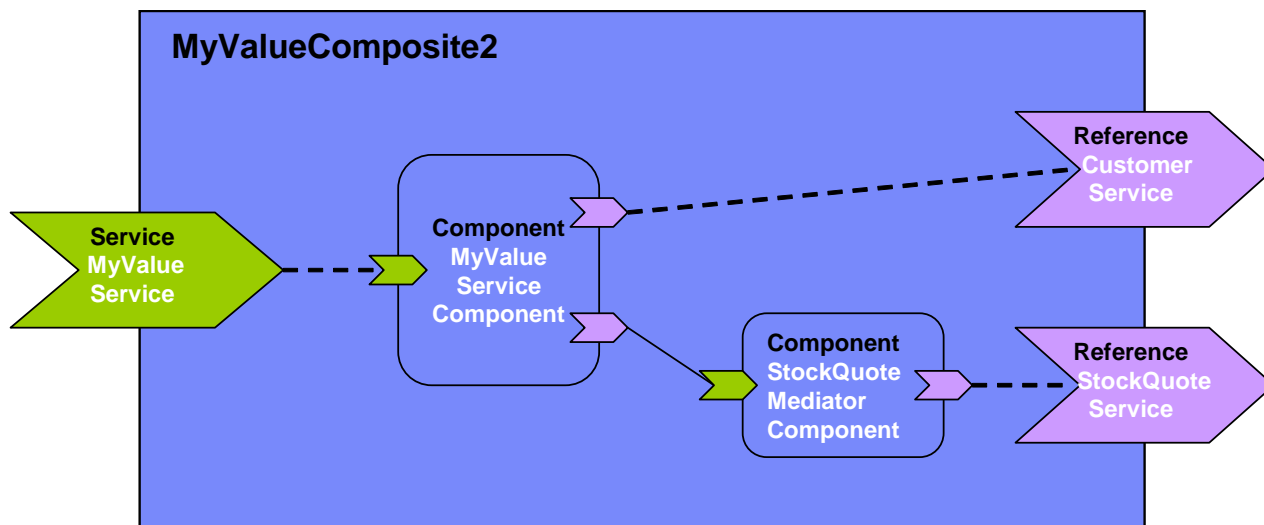 MyValueComposite2
Service
MyValue
Service
Component
MyValue
Service
Component
Component
StockQuote
Mediator
Component
Reference
Customer
Service
Reference
StockQuote
Service